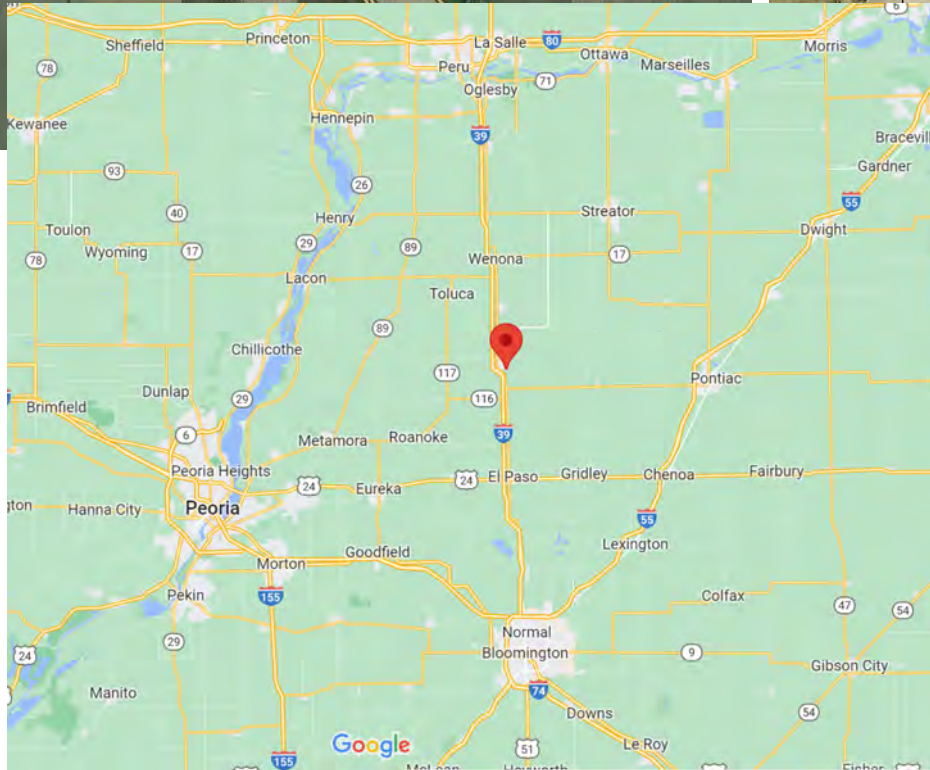 6
Sheffield
Princeton
La Salle
80
Ottawa
Morris
78
Peru
Marseilles
Oglesby
71
Hennepin
Kewanee
39
Gardner
93
26
55
40
Henry
Streator
Toulon
29
89
Dwight
78
Wyoming
17
Wenona
17
Lacon
Toluca
89
Chillicothe
117
Pontiac
Dunlap
29
116
Brimfield
6
Metamora
Roanoke
39
Peoria Heights
24
Eureka
24
El Paso
Gridley
Chenoa
Fairbury
Hanna City
Peoria
55
Goodfield
Lexington
Morton
Pekin
155
Colfax
47
54
29
Normal
24
Bloomington
9
Gibson City
Manito
74
Downs
54
Google
51
Le Roy
155